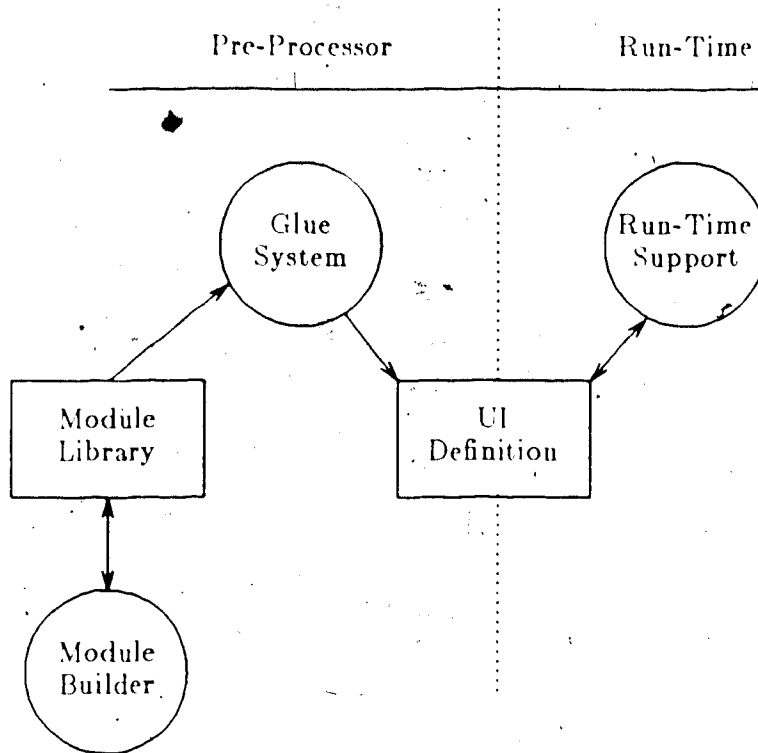 Pre-Processor
Run-Time
Glue
System
Run-Time
Support
Module
Library
UI
Definition
Module
Builder